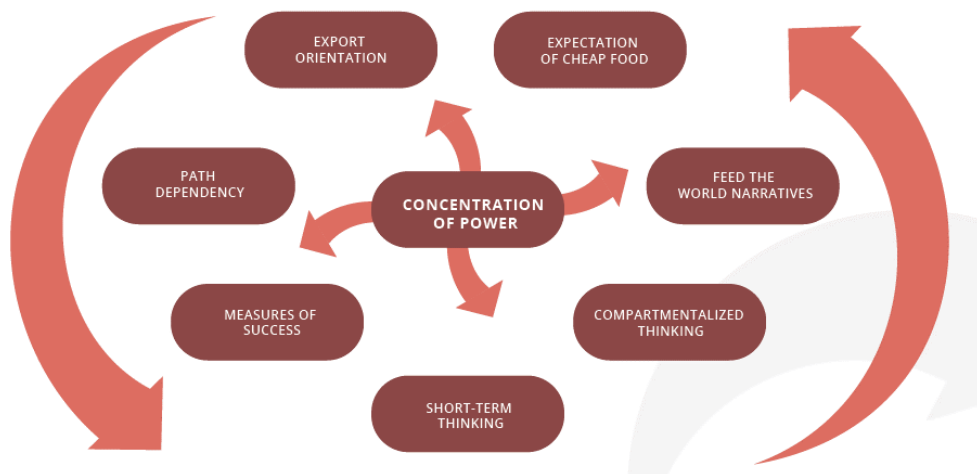 EXPORT
ORIENTATION
EXPECTATION
OF CHEAP FOOD
PATH
DEPENDENCY
CONCENTRATION
OF POWER
FEED THE
WORLD NARRATIVES
MEASURES OF
SUCCESS
COMPARTMENTALIZED
THINKING
SHORT-TERM
THINKING